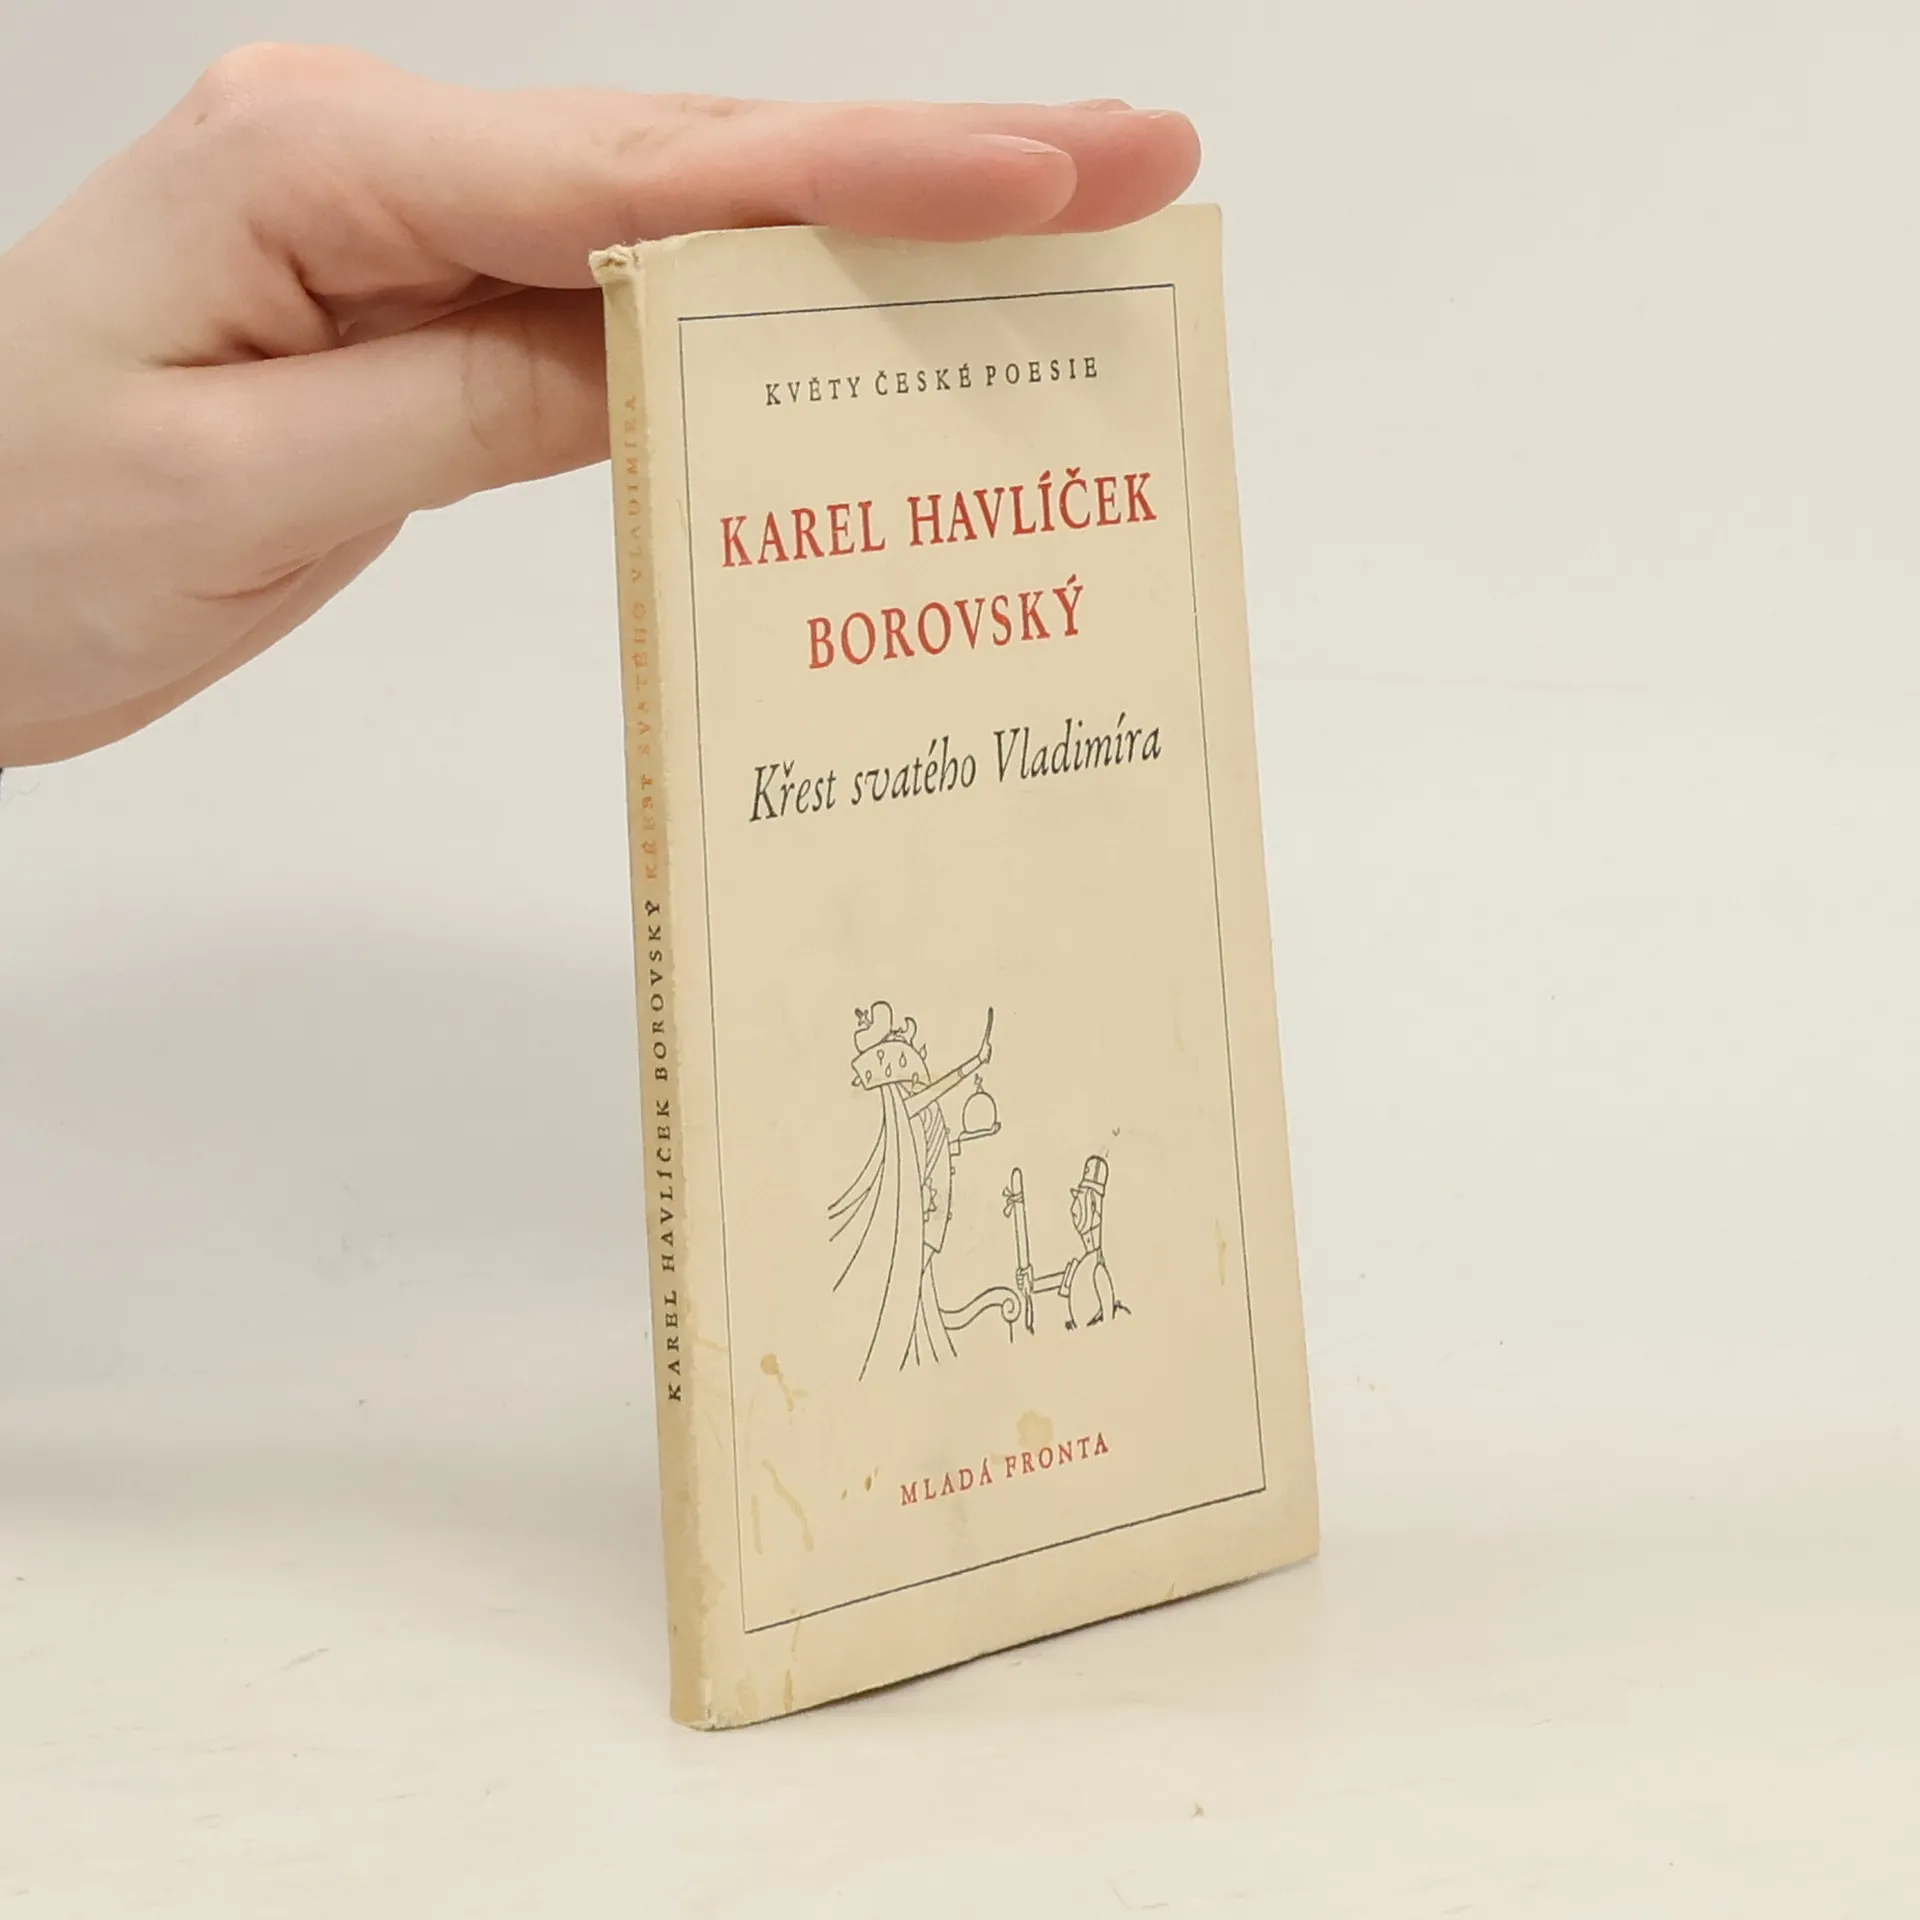 KVĚTY ČESKÉ POESIE
KAREL HAVLÍČEK
BOROVSKÝ
Křest svatého Vladimíra
MLADÁ FRONTA
KAREL HAVLÍČEK BOROVSKÝ KŘEST SVATÉHO VLADIMÍRA